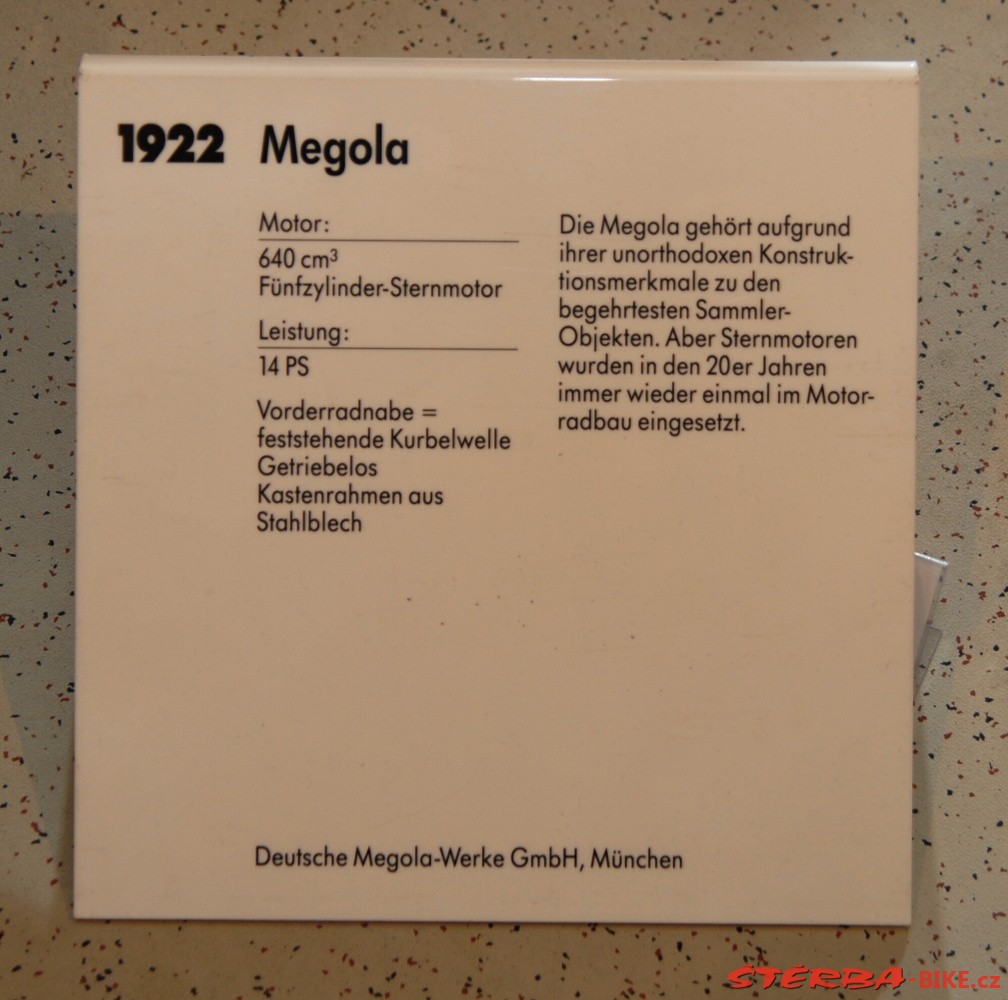 1922 Megola
Motor:
640 cm³
Fünfzylinder-Sternmotor
Leistung:
14 PS
Vorderradnabe =
feststehende Kurbelwelle
Getriebelos
Kastenrahmen aus
Stahlblech
Die Megola gehört aufgrund
ihrer unorthodoxen Konstruk-
tionsmerkmale zu den
begehrtesten Sammler-
Objekten. Aber Sternmotoren
wurden in den 20er Jahren
immer wieder einmal im Motor-
radbau eingesetzt.
Deutsche Megola-Werke GmbH, München
ŠTĚRBA-BIKE.cz